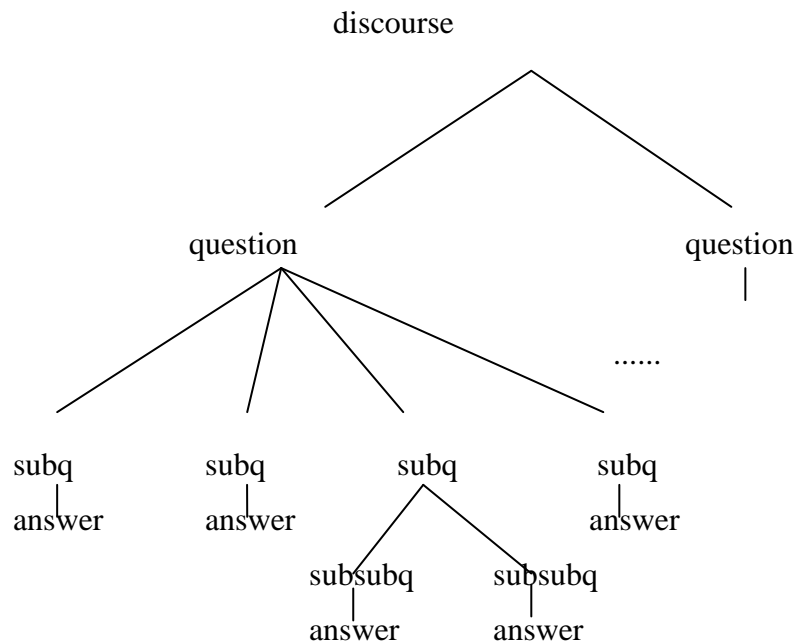 discourse
question question
......
subq subq subq subq
answer answer answer
subsubq subsubq
answer answer